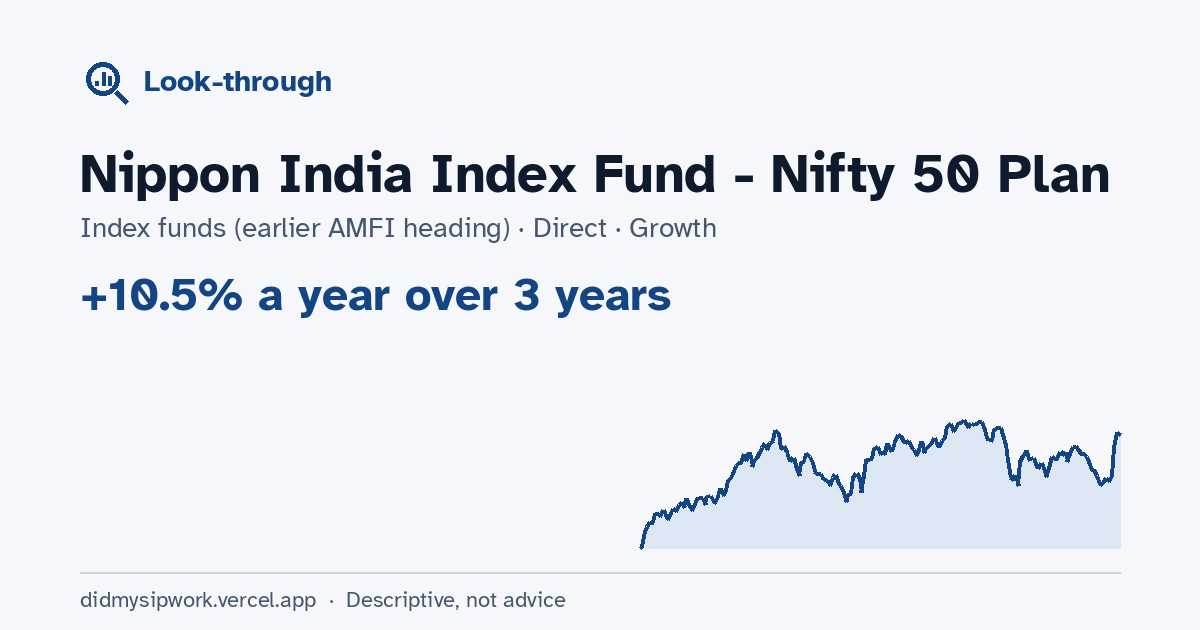 Look-through
Nippon India Index Fund - Nifty 50 Plan
Index funds (earlier AMFI heading) · Direct · Growth
+10.5% a year over 3 years
didmysipwork.vercel.app · Descriptive, not advice